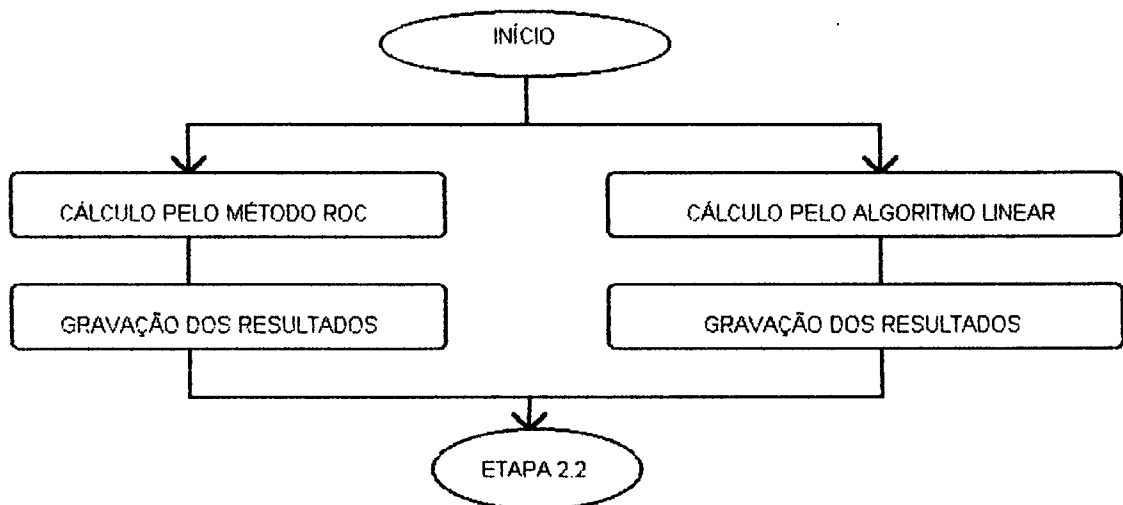 INÍCIO
CÁLCULO PELO MÉTODO ROC
CÁLCULO PELO ALGORITMO LINEAR
GRAVAÇÃO DOS RESULTADOS
GRAVAÇÃO DOS RESULTADOS
ETAPA 2.2